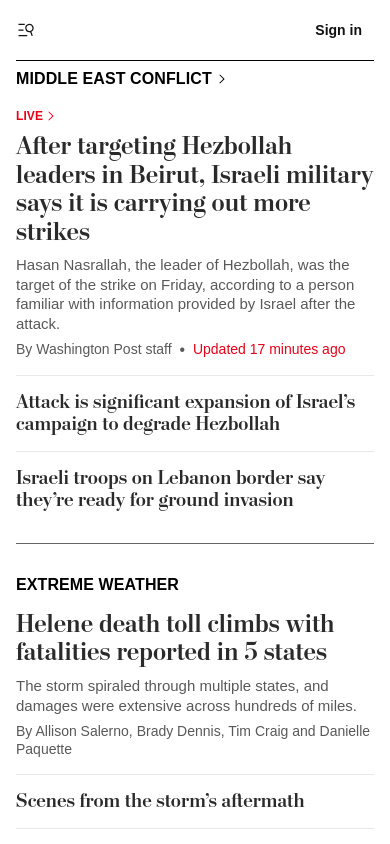 Sign in
MIDDLE EAST CONFLICT
LIVE
After targeting Hezbollah
leaders in Beirut, Israeli military
says it is carrying out more
strikes
Hasan Nasrallah, the leader of Hezbollah, was the
target of the strike on Friday, according to a person
familiar with information provided by Israel after the
attack.
By Washington Post staff • Updated 17 minutes ago
Attack is significant expansion of Israel’s
campaign to degrade Hezbollah
Israeli troops on Lebanon border say
they’re ready for ground invasion
EXTREME WEATHER
Helene death toll climbs with
fatalities reported in 5 states
The storm spiraled through multiple states, and
damages were extensive across hundreds of miles.
By Allison Salerno, Brady Dennis, Tim Craig and Danielle
Paquette
Scenes from the storm’s aftermath